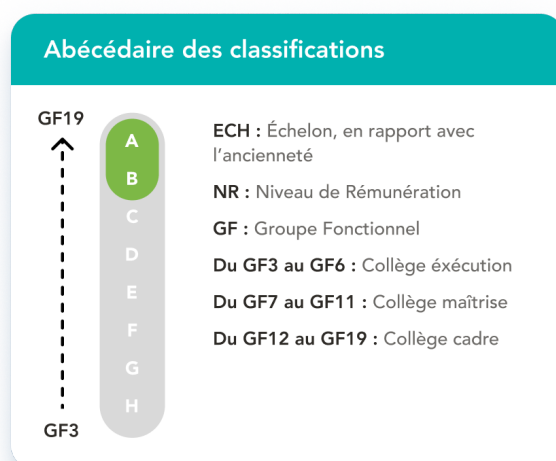 Abécédaire des classifications
GF19
A
B
C
D
E
F
G
H
GF3
ECH : Échelon, en rapport avec
l’ancienneté
NR : Niveau de Rémunération
GF : Groupe Fonctionnel
Du GF3 au GF6 : Collège éxécution
Du GF7 au GF11 : Collège maîtrise
Du GF12 au GF19 : Collège cadre